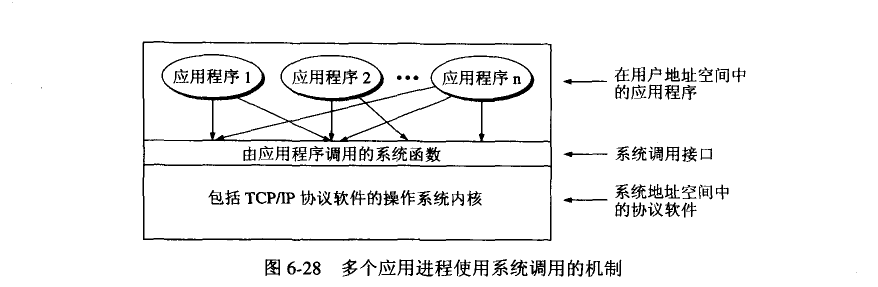 应用程序 1
应用程序 2
•••
应用程序 n
在用户地址空间中
的应用程序
由应用程序调用的系统函数
系统调用接口
包括 TCP/IP 协议软件的操作系统内核
系统地址空间中
的协议软件
图 6-28 多个应用进程使用系统调用的机制